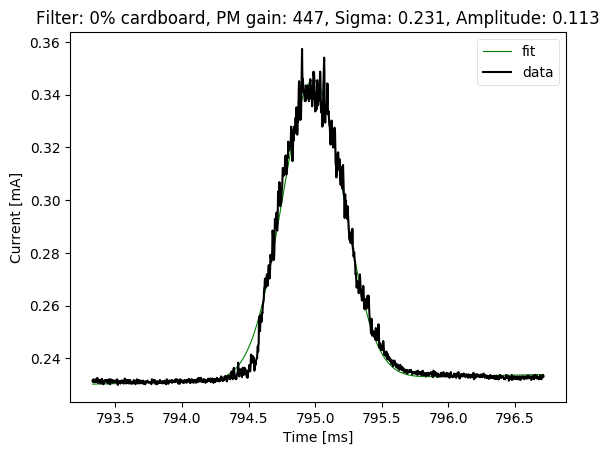 Filter: 0% cardboard, PM gain: 447, Sigma: 0.231, Amplitude: 0.113
fit
data
0.36
0.34
0.32
0.30
0.28
0.26
0.24
Current [mA]
793.5 794.0 794.5 795.0 795.5 796.0 796.5
Time [ms]